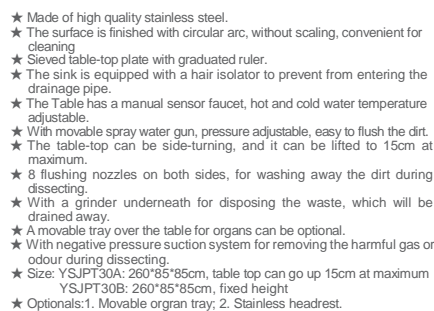 ★ Made of high quality stainless steel.
★ The surface is finished with circular arc, without scaling, convenient for
cleaning
★ Sieved table-top plate with graduated ruler.
★ The sink is equipped with a hair isolator to prevent from entering the
drainage pipe.
★ The Table has a manual sensor faucet, hot and cold water temperature
adjustable.
★ With movable spray water gun, pressure adjustable, easy to flush the dirt.
★ The table-top can be side-turning, and it can be lifted to 15cm at
maximum.
★ 8 flushing nozzles on both sides, for washing away the dirt during
dissecting.
★ With a grinder underneath for disposing the waste, which will be
drained away.
★ A movable tray over the table for organs can be optional.
★ With negative pressure suction system for removing the harmful gas or
odour during dissecting.
★ Size: YSJPT30A: 260*85*85cm, table top can go up 15cm at maximum
YSJPT30B: 260*85*85cm, fixed height
★ Optionals:1. Movable orgran tray; 2. Stainless headrest.